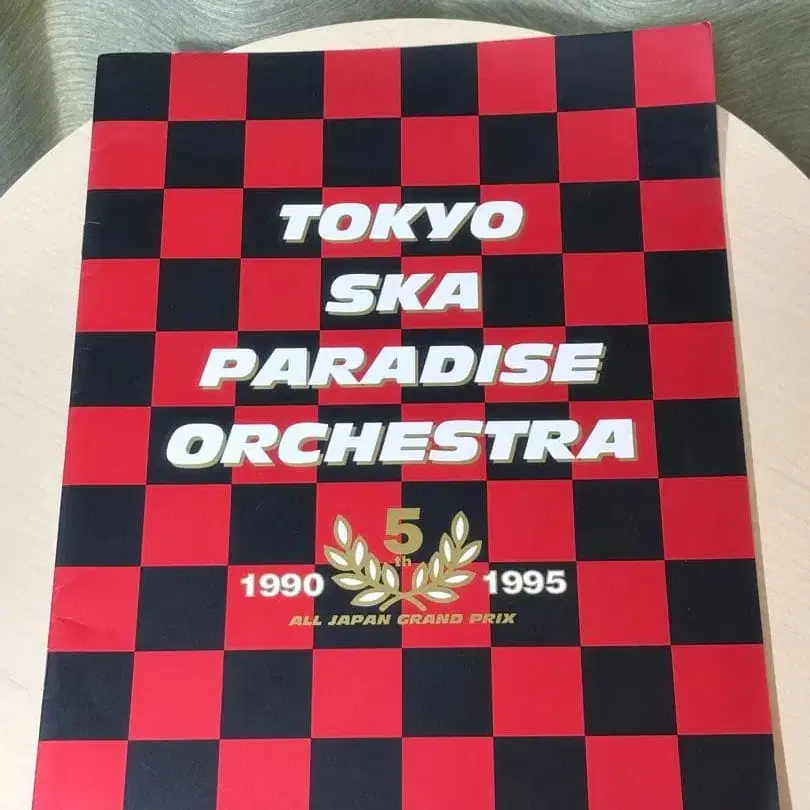 TOKYO
SKA
PARADISE
ORCHESTRA
5th
1990 1995
ALL JAPAN GRAND PRIX